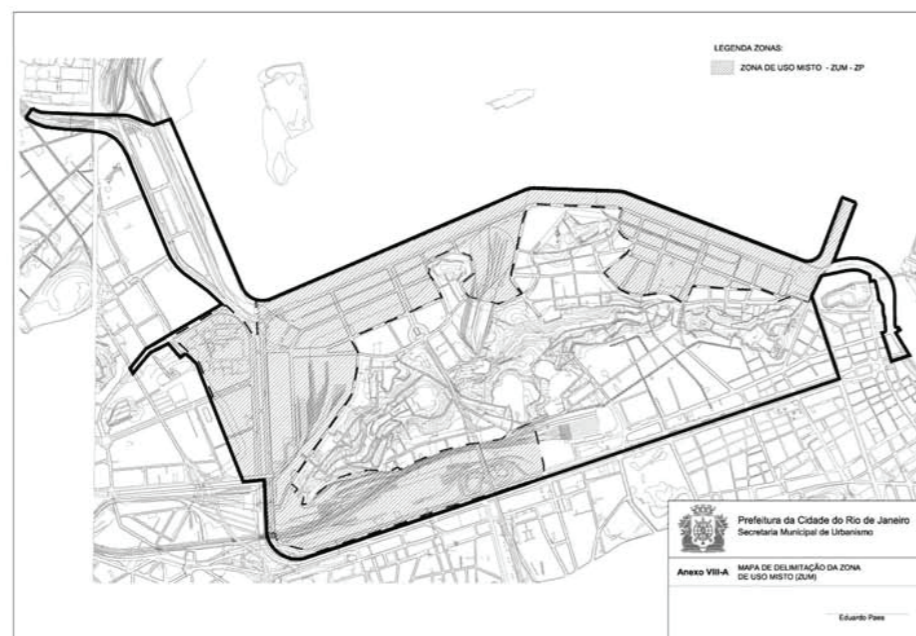 LEGENDA ZONAS:
ZONA DE USO MISTO - ZUM - ZP
Prefeitura da Cidade do Rio de Janeiro
Secretaria Municipal de Urbanismo
Anexo VIII-A
MAPA DE DELIMITAÇÃO DA ZONA
DE USO MISTO (ZUM)
Eduardo Paes